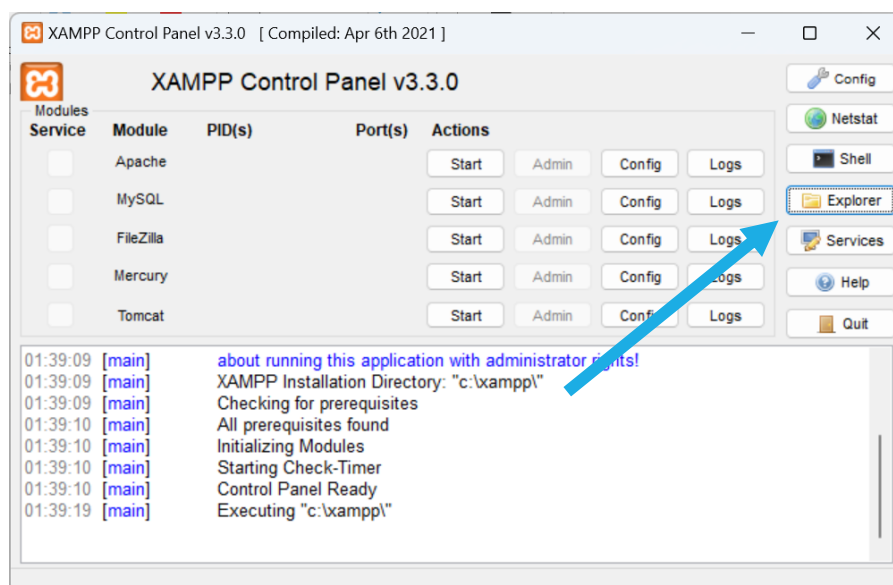 XAMPP Control Panel v3.3.0 [ Compiled: Apr 6th 2021 ]
XAMPP Control Panel v3.3.0
Config
Modules
Service Module PID(s) Port(s) Actions
Netstat
Apache Start Admin Config Logs
Shell
MySQL Start Admin Config Logs
Explorer
FileZilla Start Admin Config Logs
Services
Mercury Start Admin Config Logs
Help
Tomcat Start Admin Config Logs
Quit
01:39:09 [main] about running this application with administrator rights!
01:39:09 [main] XAMPP Installation Directory: "c:\xampp\"
01:39:09 [main] Checking for prerequisites
01:39:10 [main] All prerequisites found
01:39:10 [main] Initializing Modules
01:39:10 [main] Starting Check-Timer
01:39:10 [main] Control Panel Ready
01:39:19 [main] Executing "c:\xampp\"